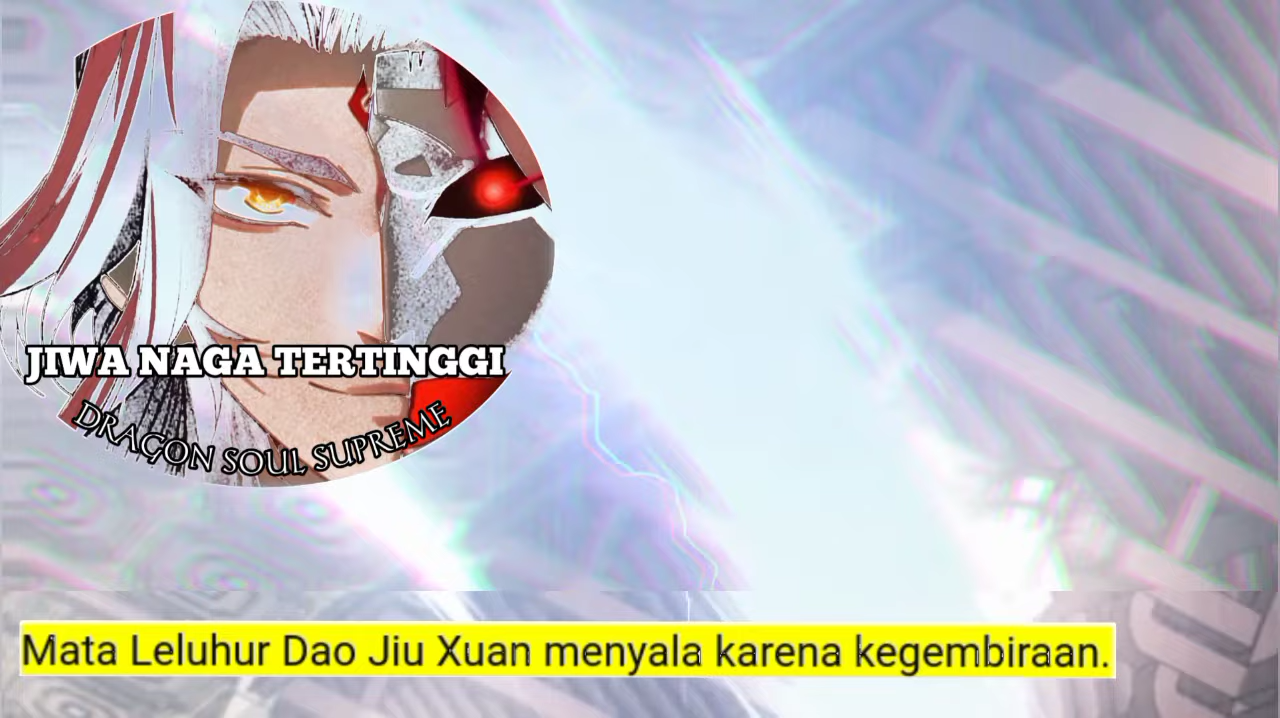 JIWA NAGA TERTINGGI
DRAGON SOUL SUPREME
Mata Leluhur Dao Jiu Xuan menyala karena kegembiraan.